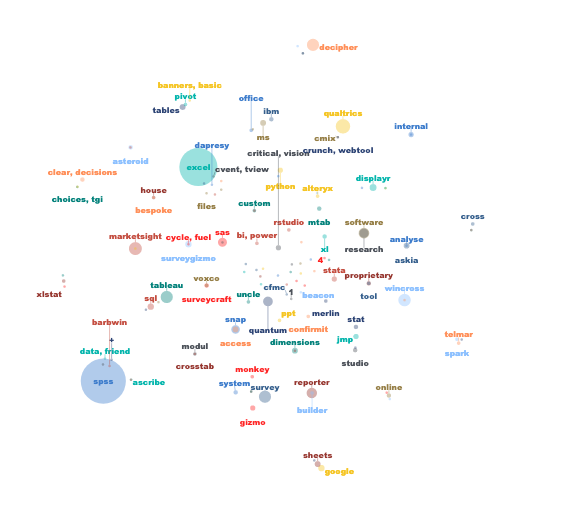 decipher
banners, basic
pivot
tables
office
ibm
qualtrics
internal
ms
cmix
dapresy
critical, vision
crunch, webtool
asteroid
excel
cvent, tview
clear, decisions
python
alteryx
displayr
house
choices, tgi
bespoke
files
custom
cross
rstudio
mtab
software
marketsight
cycle, fuel
sas
bi, power
analyse
xl
research
surveygizmo
4
askia
stata
proprietary
voxco
xlstat
tableau
cfmc
1
sql
surveycraft
uncle
beacon
tool
wincross
ppt
merlin
barbwin
snap
quantum
confirmit
stat
+
telmar
access
dimensions
jmp
modul
data, friend
spark
studio
crosstab
monkey
spss
ascribe
system
survey
reporter
online
builder
gizmo
sheets
google